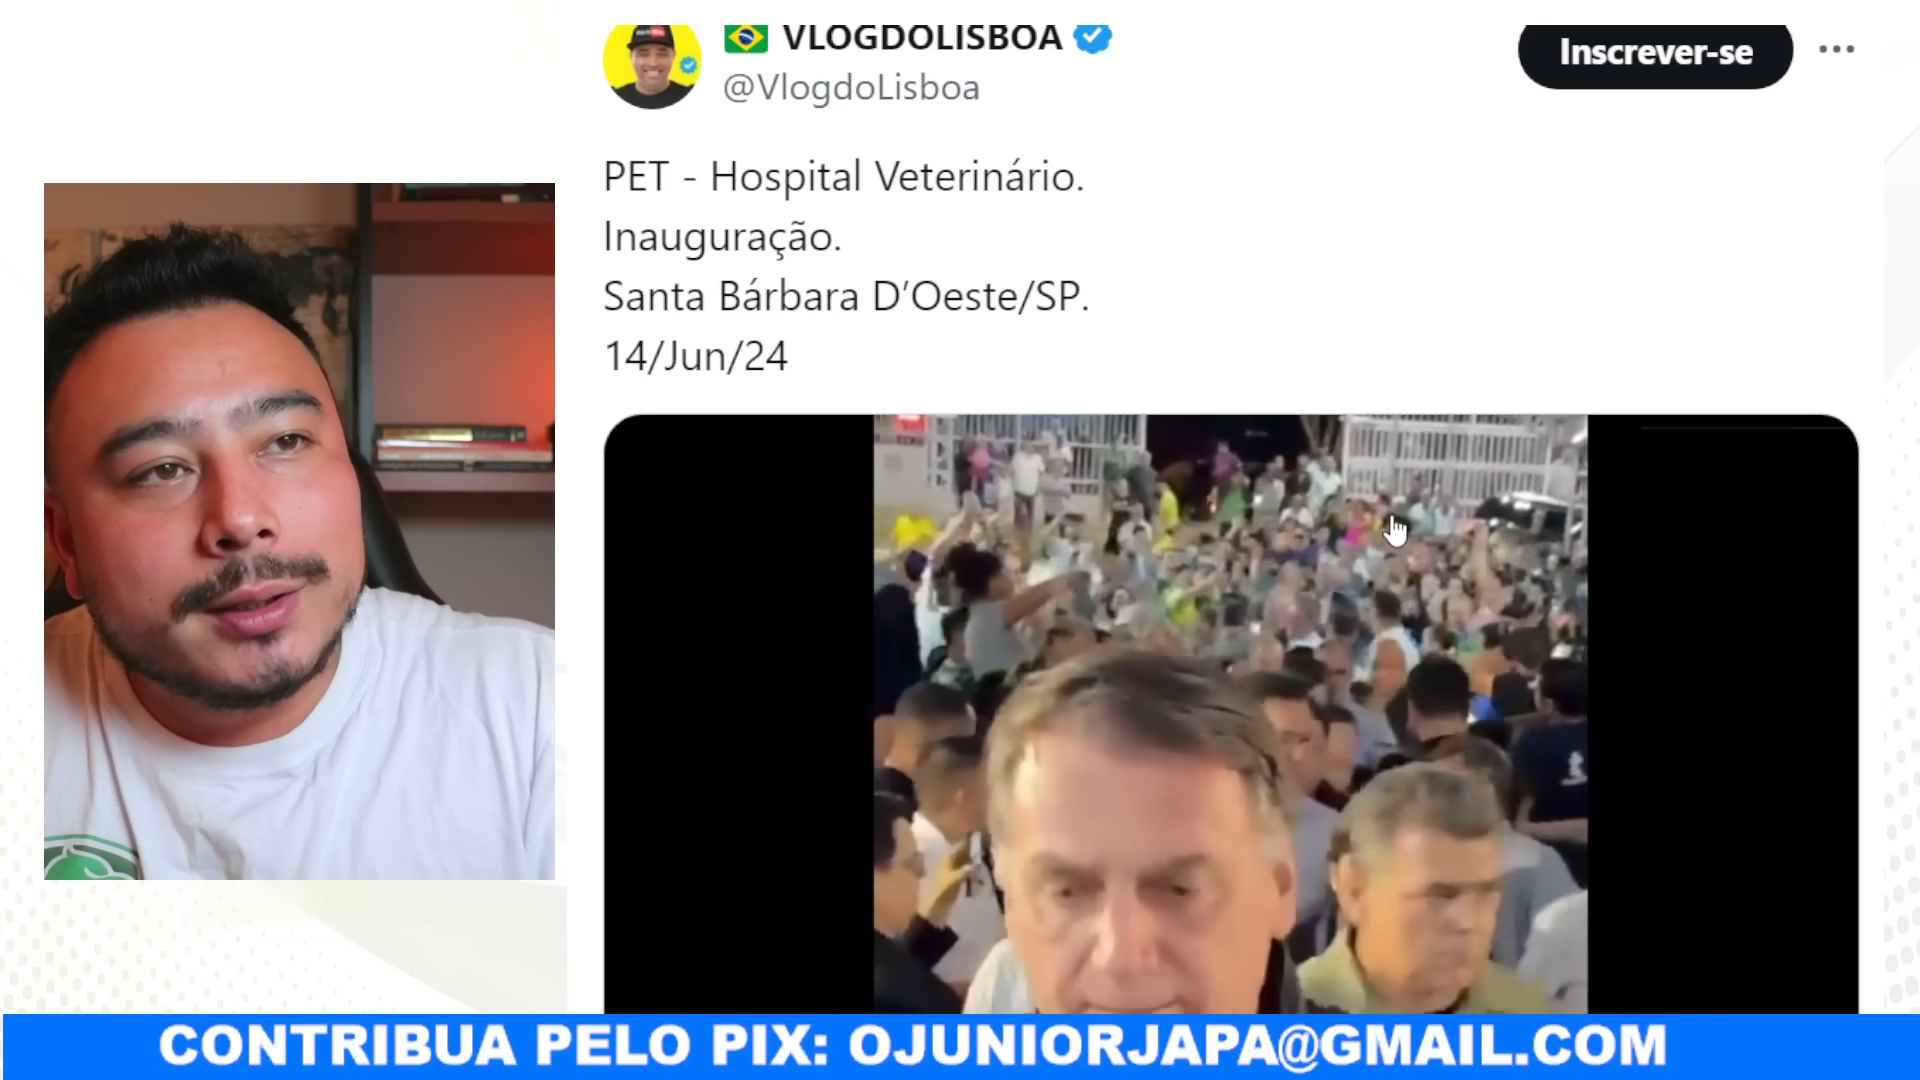 VLOGDOLISBOA
@VlogdoLisboa
Inscrever-se
PET - Hospital Veterinário.
Inauguração.
Santa Bárbara D’Oeste/SP.
14/Jun/24
CONTRIBUA PELO PIX: OJUNIORJAPA@GMAIL.COM